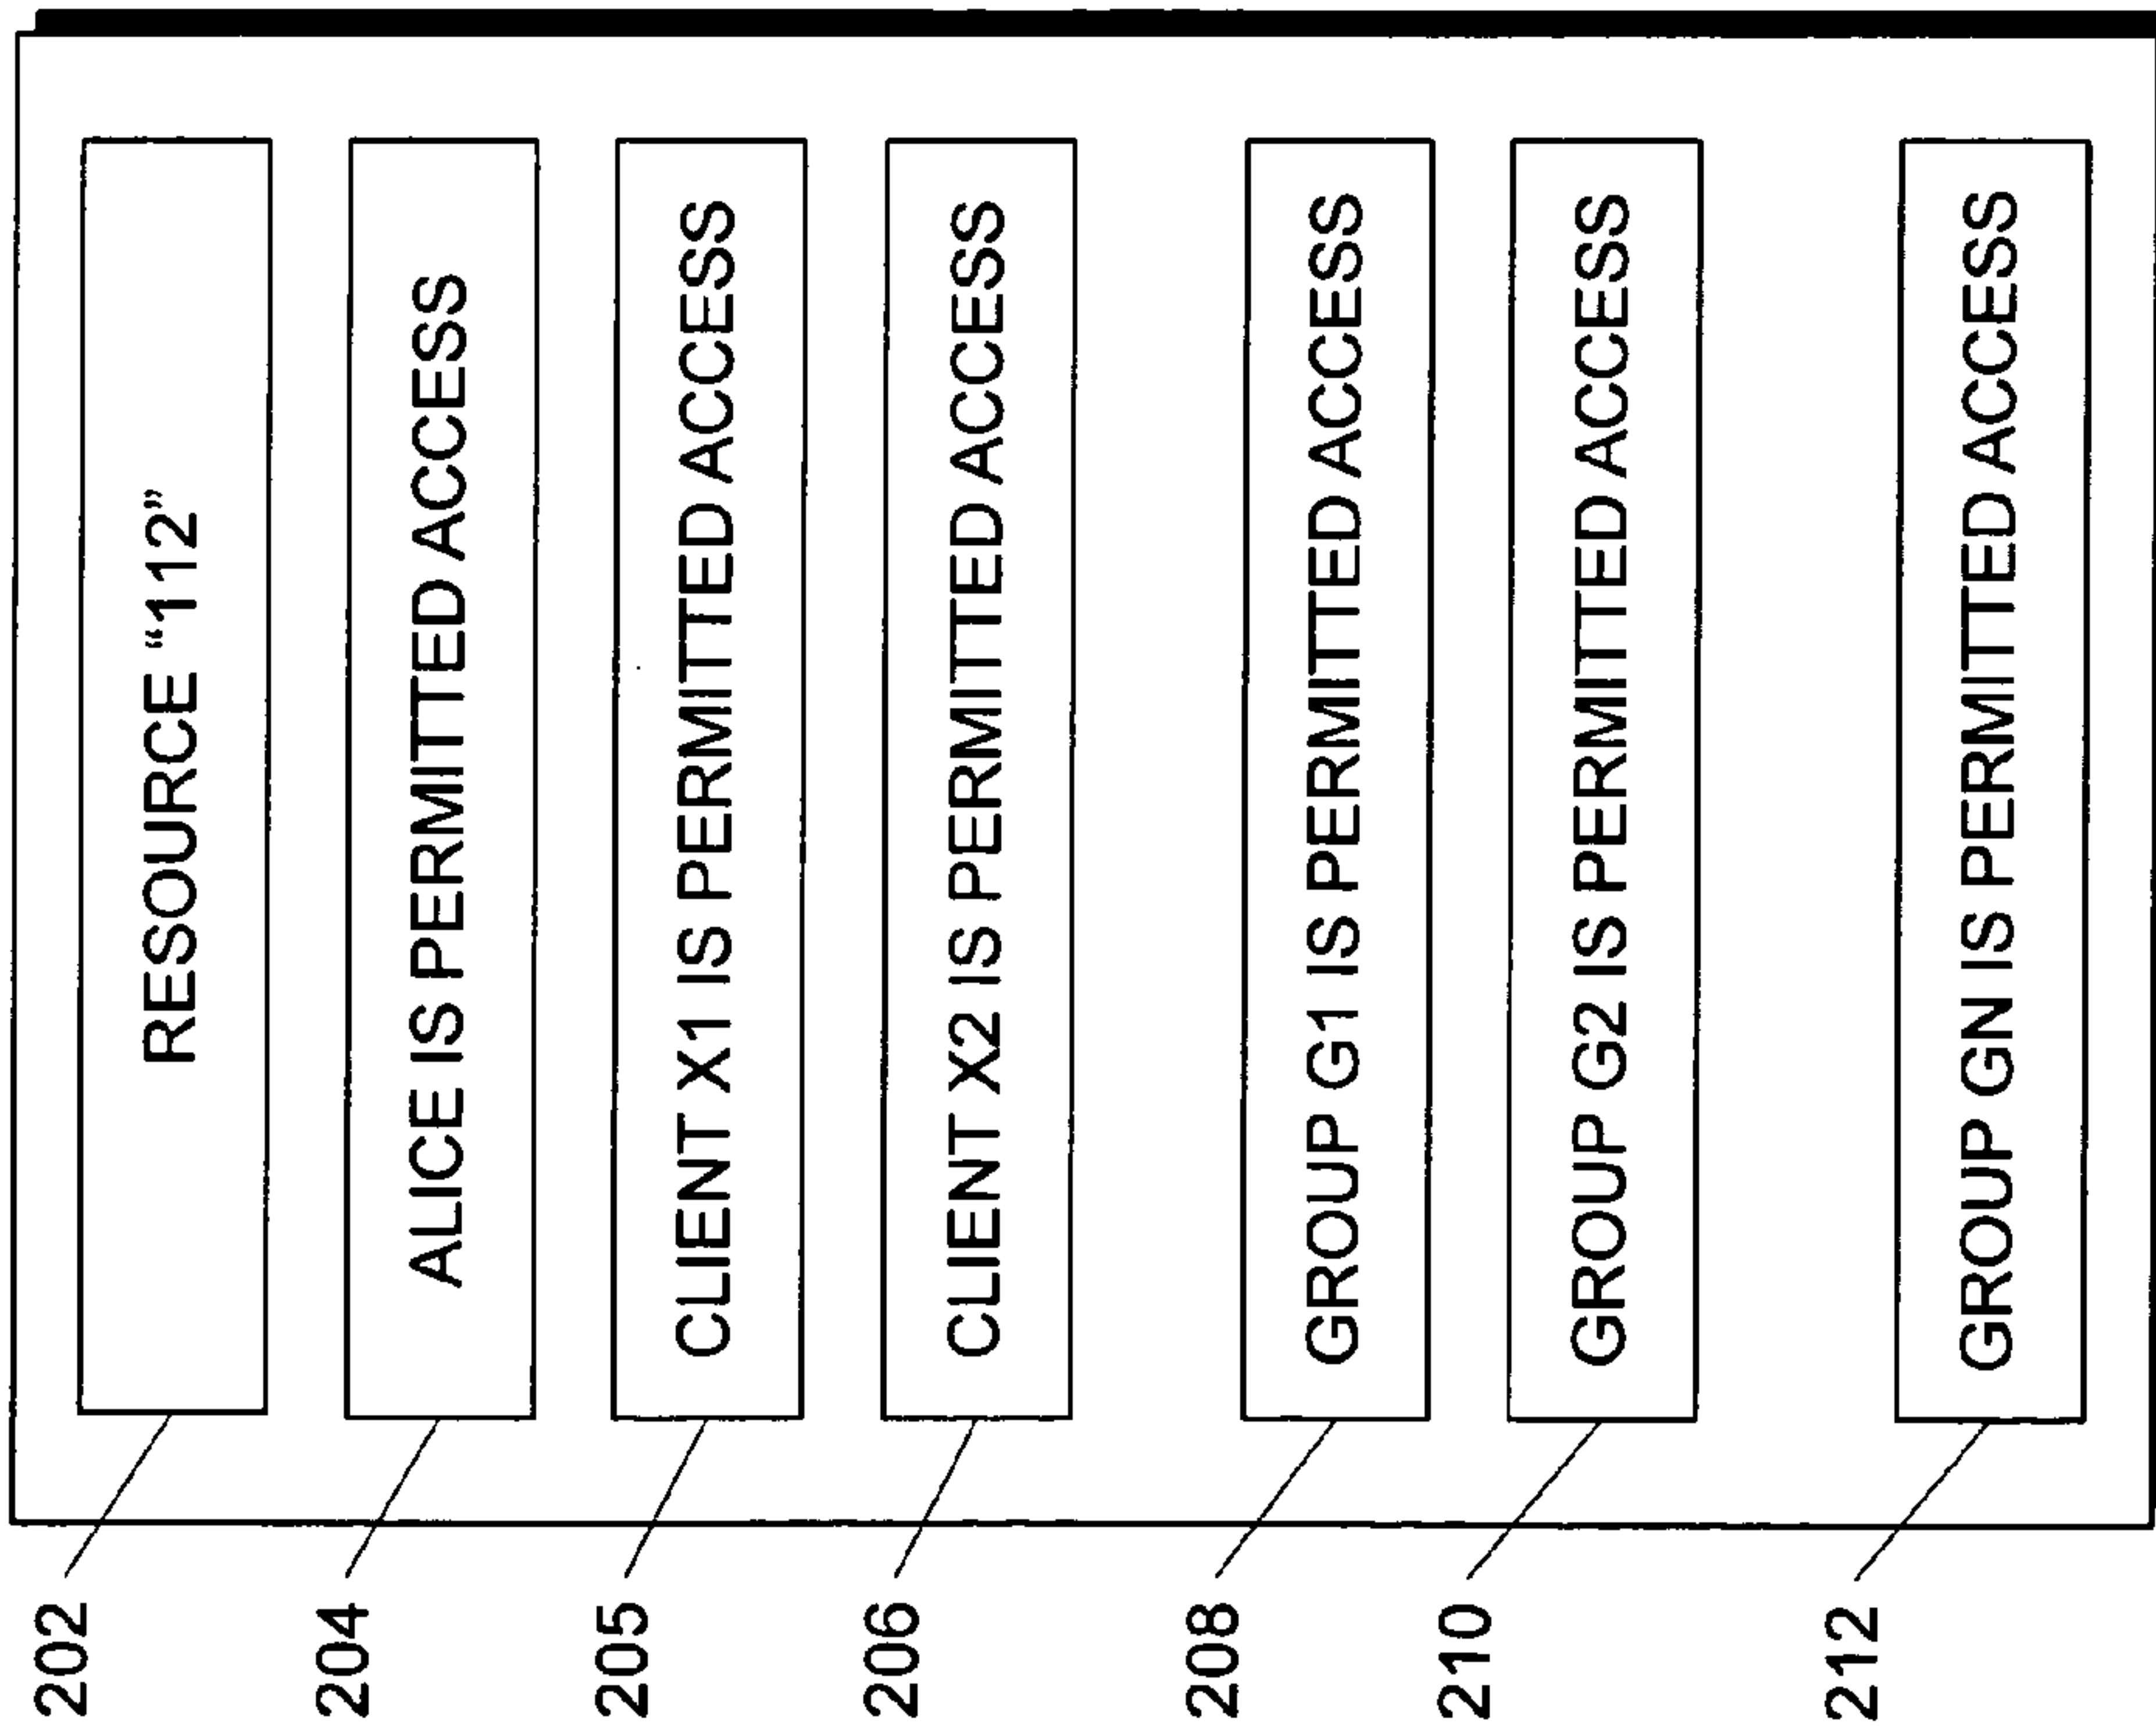 202 RESOURCE “112”
204 ALICE IS PERMITTED ACCESS
205 CLIENT X1 IS PERMITTED ACCESS
206 CLIENT X2 IS PERMITTED ACCESS
208 GROUP G1 IS PERMITTED ACCESS
210 GROUP G2 IS PERMITTED ACCESS
212 GROUP GN IS PERMITTED ACCESS